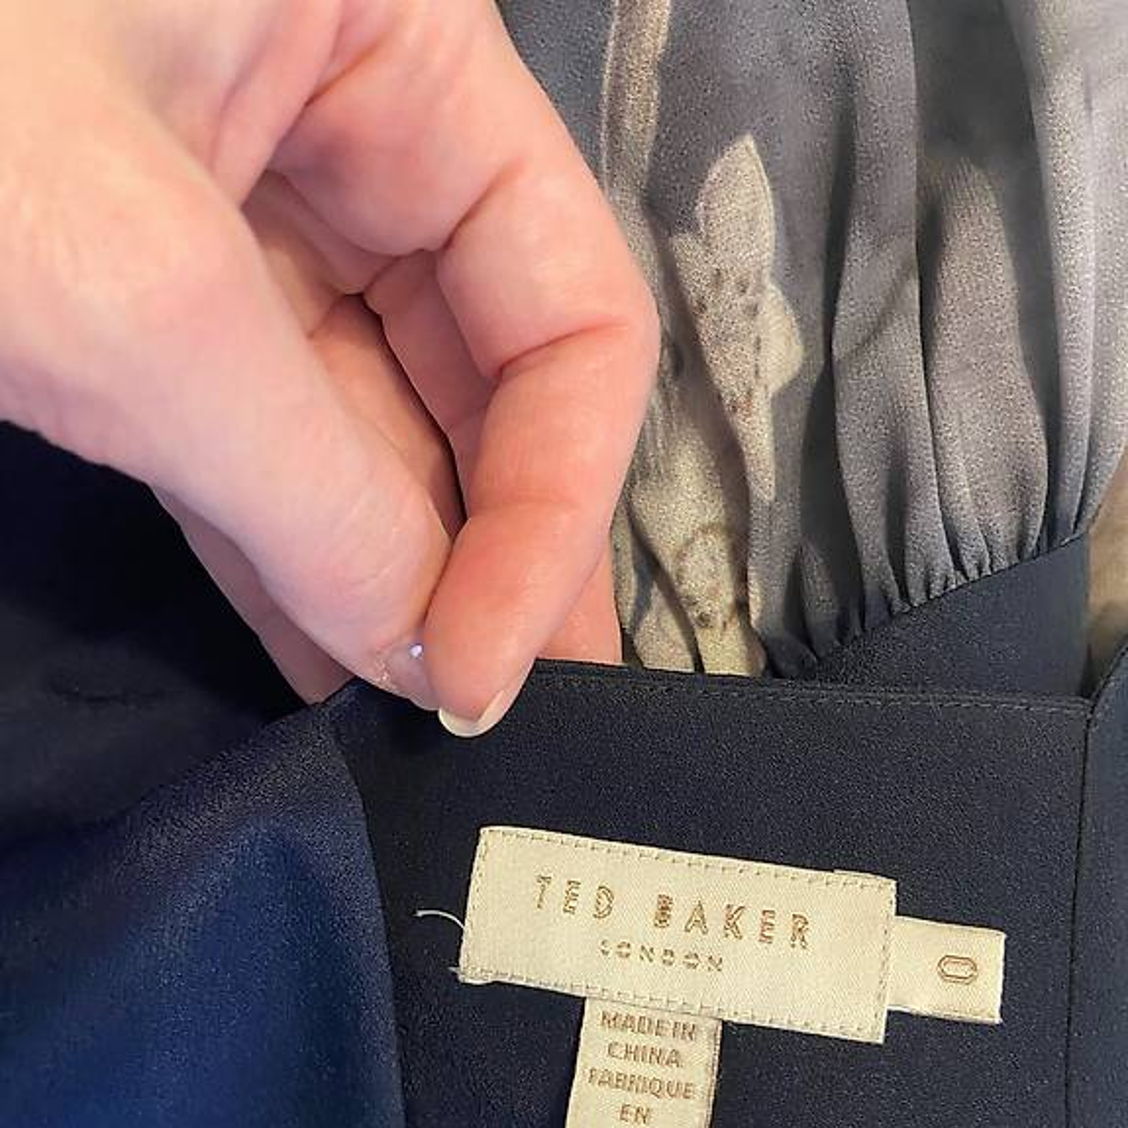 TED BAKER
LONDON
0
MADE IN
CHINA
FABRIQUE
EN